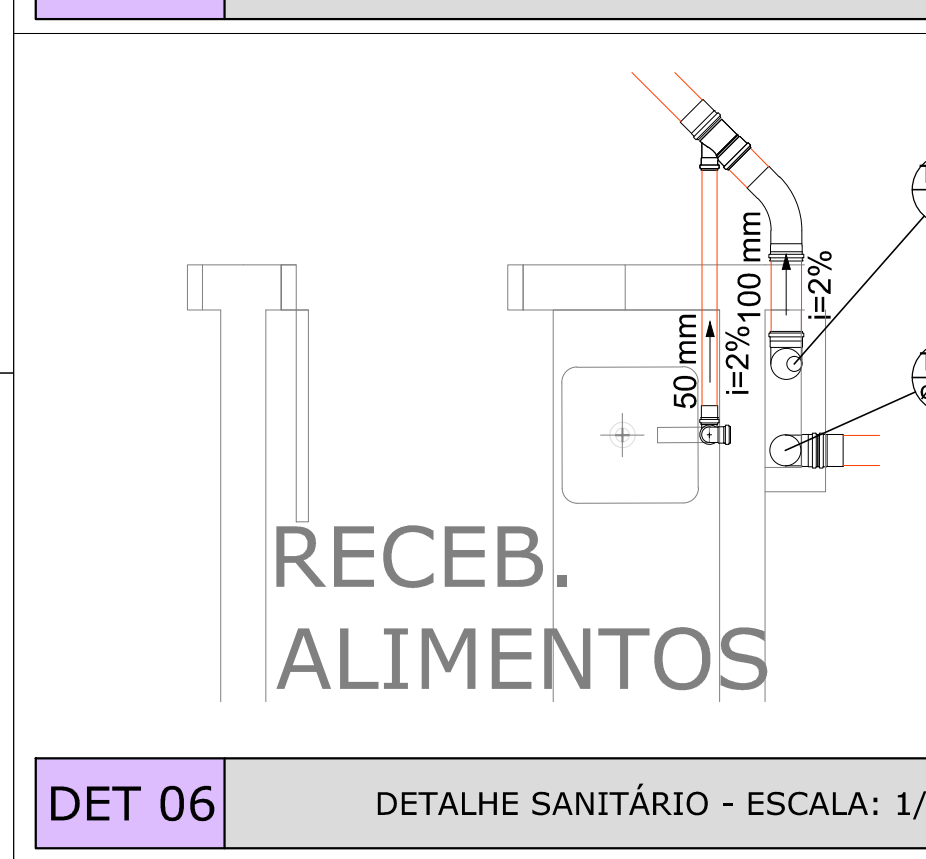 100 mm
i=2%
50 mm
i=2%
RECEB.
ALIMENTOS
DET 06
DETALHE SANITÁRIO - ESCALA: 1/